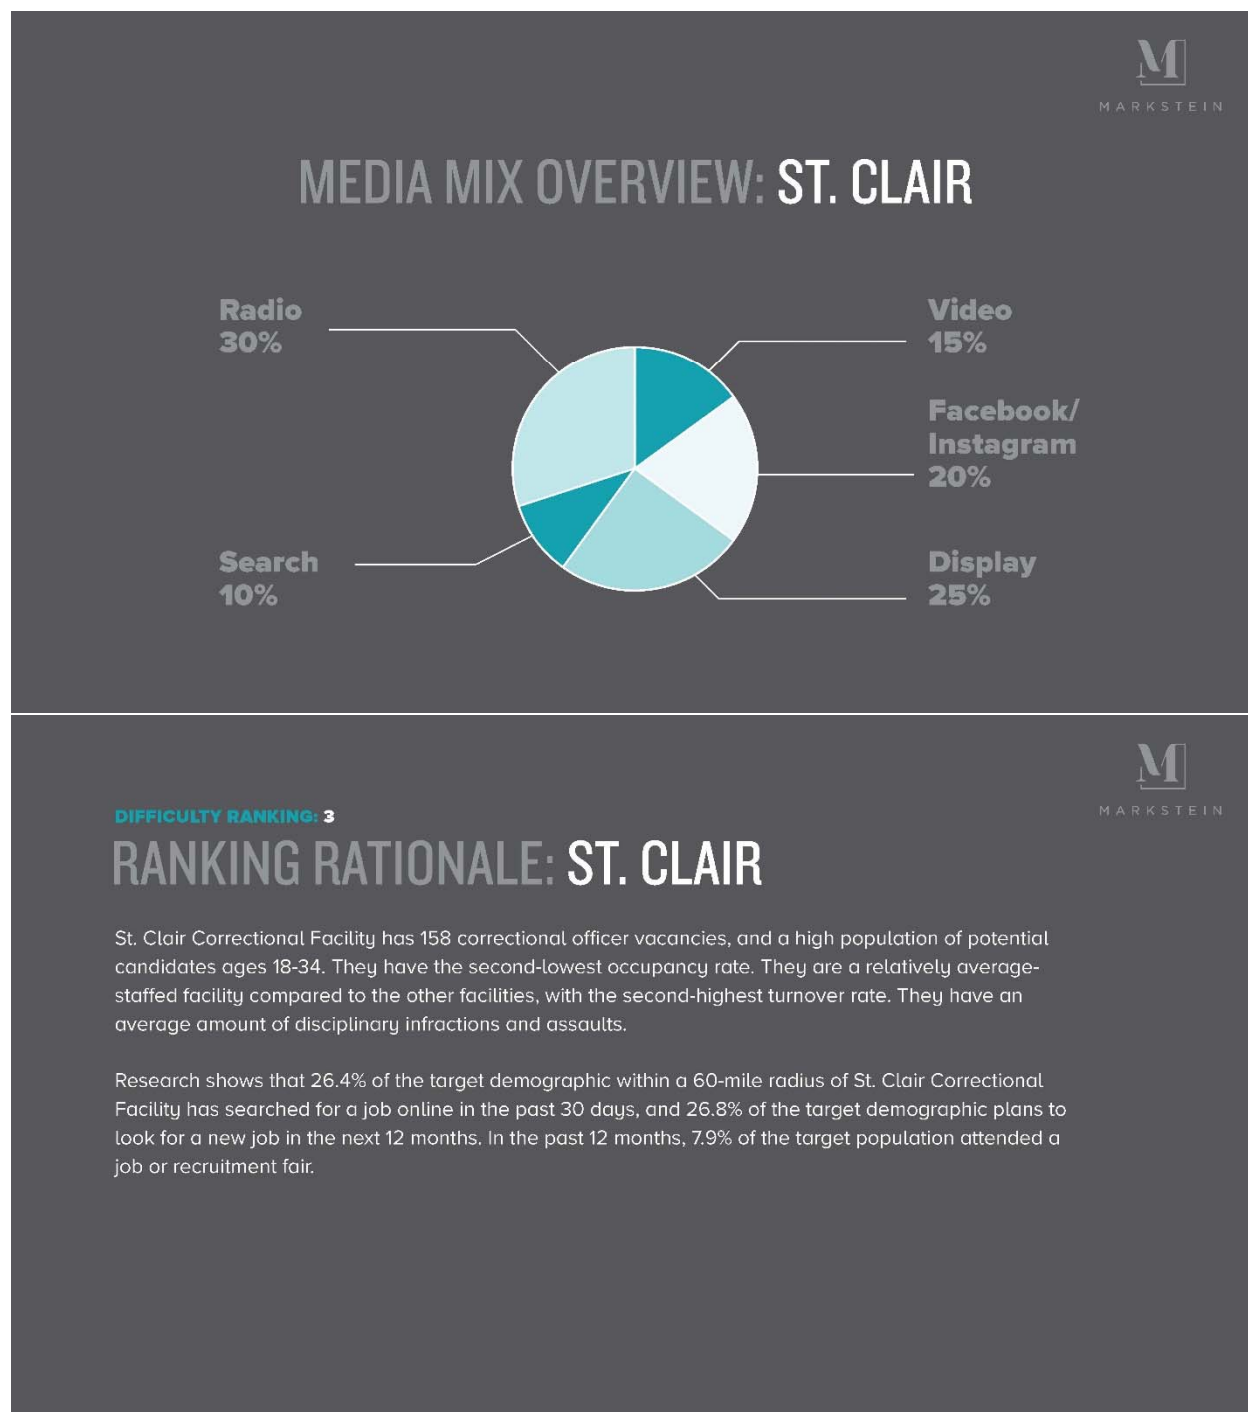 M
MARKSTEIN
MEDIA MIX OVERVIEW: ST. CLAIR
Radio
30%
Video
15%
Facebook/
Instagram
20%
Search
10%
Display
25%
M
MARKSTEIN
DIFFICULTY RANKING: 3
RANKING RATIONALE: ST. CLAIR
St. Clair Correctional Facility has 158 correctional officer vacancies, and a high population of potential
candidates ages 18-34. They have the second-lowest occupancy rate. They are a relatively average-
staffed facility compared to the other facilities, with the second-highest turnover rate. They have an
average amount of disciplinary infractions and assaults.
Research shows that 26.4% of the target demographic within a 60-mile radius of St. Clair Correctional
Facility has searched for a job online in the past 30 days, and 26.8% of the target demographic plans to
look for a new job in the next 12 months. In the past 12 months, 7.9% of the target population attended a
job or recruitment fair.